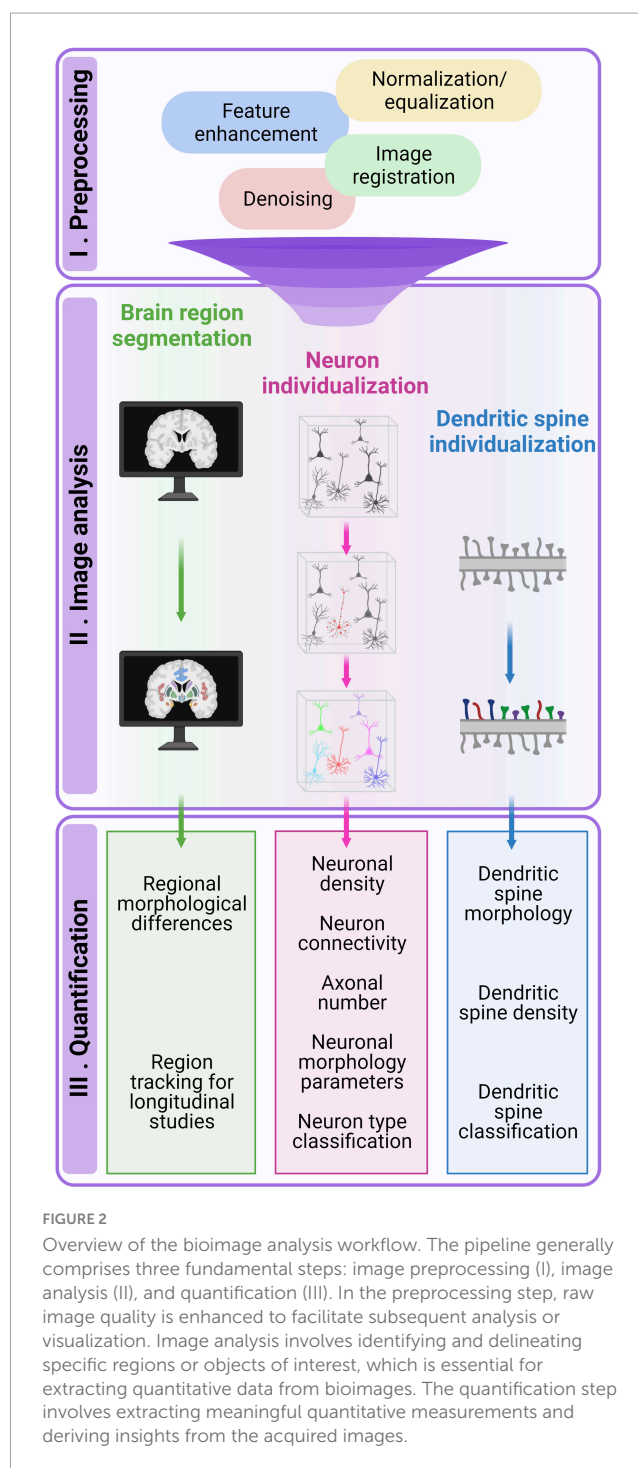 I . Preprocessing
Feature
enhancement
Normalization/
equalization
Image
registration
Denoising
II . Image analysis
Brain region
segmentation
Neuron
individualization
Dendritic spine
individualization
III . Quantification
Regional
morphological
differences
Region
tracking for
longitudinal
studies
Neuronal
density
Neuron
connectivity
Axonal
number
Neuronal
morphology
parameters
Neuron type
classification
Dendritic
spine
morphology
Dendritic
spine density
Dendritic
spine
classification
FIGURE 2
Overview of the bioimage analysis workflow. The pipeline generally
comprises three fundamental steps: image preprocessing (I), image
analysis (II), and quantification (III). In the preprocessing step, raw
image quality is enhanced to facilitate subsequent analysis or
visualization. Image analysis involves identifying and delineating
specific regions or objects of interest, which is essential for
extracting quantitative data from bioimages. The quantification step
involves extracting meaningful quantitative measurements and
deriving insights from the acquired images.